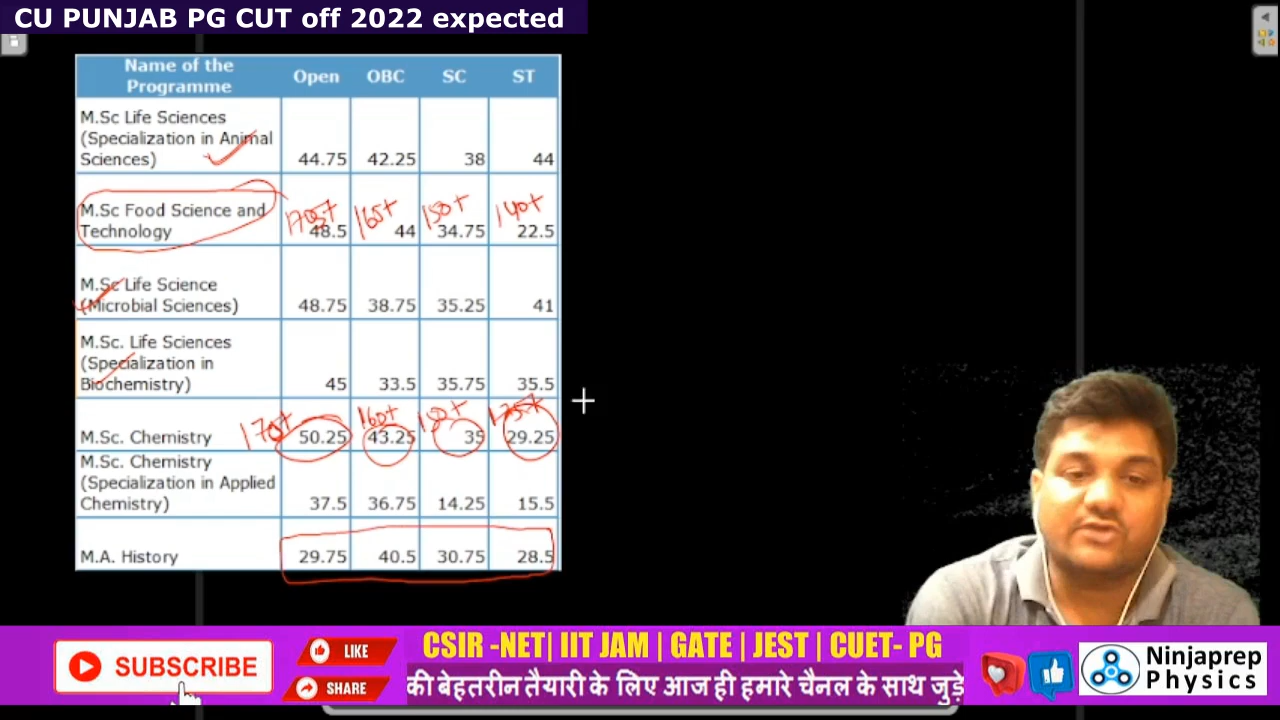 CU PUNJAB PG CUT off 2022 expected
Name of the Programme Open OBC SC ST
M.Sc Life Sciences
(Specialization in Animal
Sciences) 44.75 42.25 38 44
165+ 150+ 140+
M.Sc Food Science and
Technology 48.5 44 34.75 22.5
M.Sc Life Science
(Microbial Sciences) 48.75 38.75 35.25 41
M.Sc. Life Sciences
(Specialization in
Biochemistry) 45 33.5 35.75 35.5
170+ 160+
M.Sc. Chemistry 50.25 43.25 35 29.25
M.Sc. Chemistry
(Specialization in Applied
Chemistry) 37.5 36.75 14.25 15.5
M.A. History 29.75 40.5 30.75 28.5
SUBSCRIBE
LIKE
SHARE
CSIR -NET| IIT JAM | GATE | JEST | CUET- PG
की बेहतरीन तैयारी के लिए आज ही हमारे चैनल के साथ जुड़े
Ninjaprep
Physics